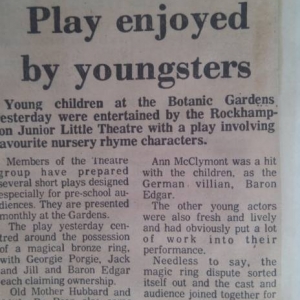 Play enjoyed
by youngsters
Young children at the Botanic Gardens
yesterday were entertained by the Rockhamp-
on Junior Little Theatre with a play involving
favourite nursery rhyme characters.
Members of the Theatre
group have prepared
several short plays designed
especially for pre-school au-
diences. They are presented
monthly at the Gardens.
The play yesterday cen-
tred around the possession
of a magical bronze ring,
with Georgie Porgie, Jack
and Jill and Baron Edgar
each claiming ownership.
Old Mother Hubbard and
Ann McClymont was a hit
with the children, as the
German villian, Baron
Edgar.
The other young actors
were also fresh and lively
and had obviously put a lot
of work into their
performance.
Needless to say, the
magic ring dispute sorted
itself out and the cast and
audience joined together for